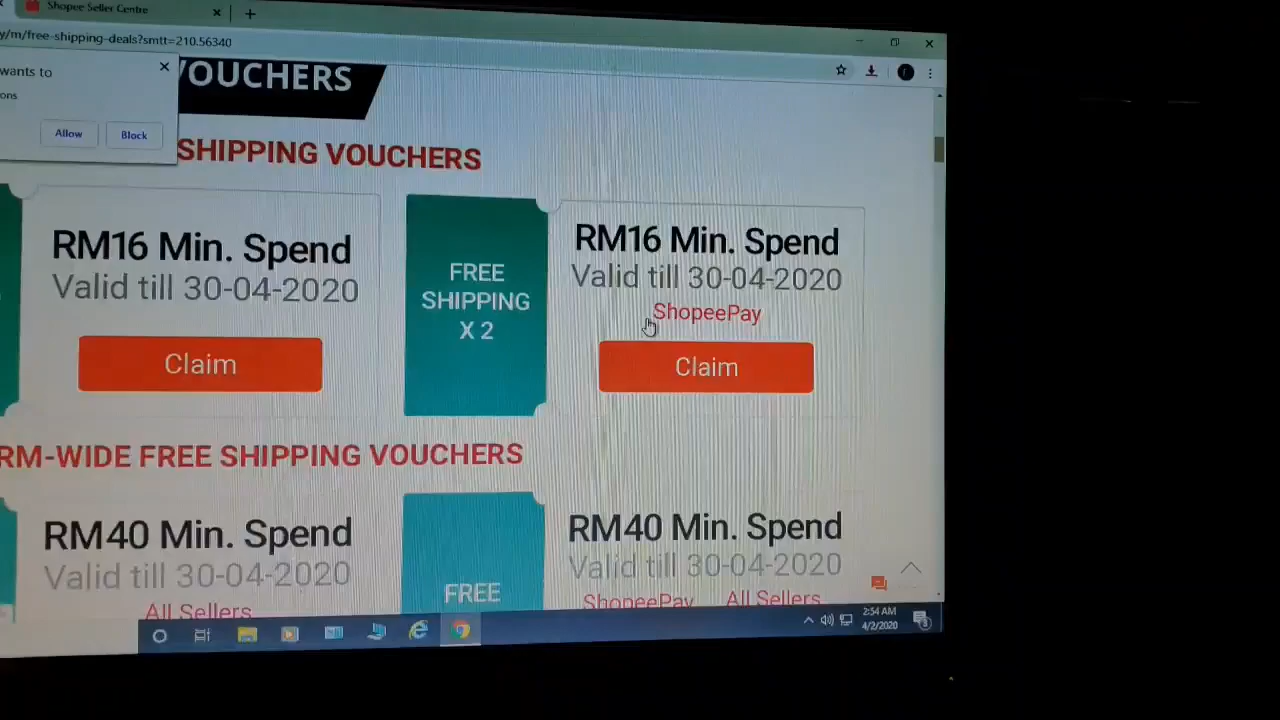 Shopee Seller Centre
y/m/free-shipping-deals?smtt=210.56340
wants to
ons
Allow
Block
VOUCHERS
SHIPPING VOUCHERS
RM16 Min. Spend
Valid till 30-04-2020
Claim
FREE
SHIPPING
X 2
RM16 Min. Spend
Valid till 30-04-2020
ShopeePay
Claim
RM-WIDE FREE SHIPPING VOUCHERS
RM40 Min. Spend
Valid till 30-04-2020
All Sellers
FREE
RM40 Min. Spend
Valid till 30-04-2020
ShopeePay All Sellers
2:54 AM
4/2/2020